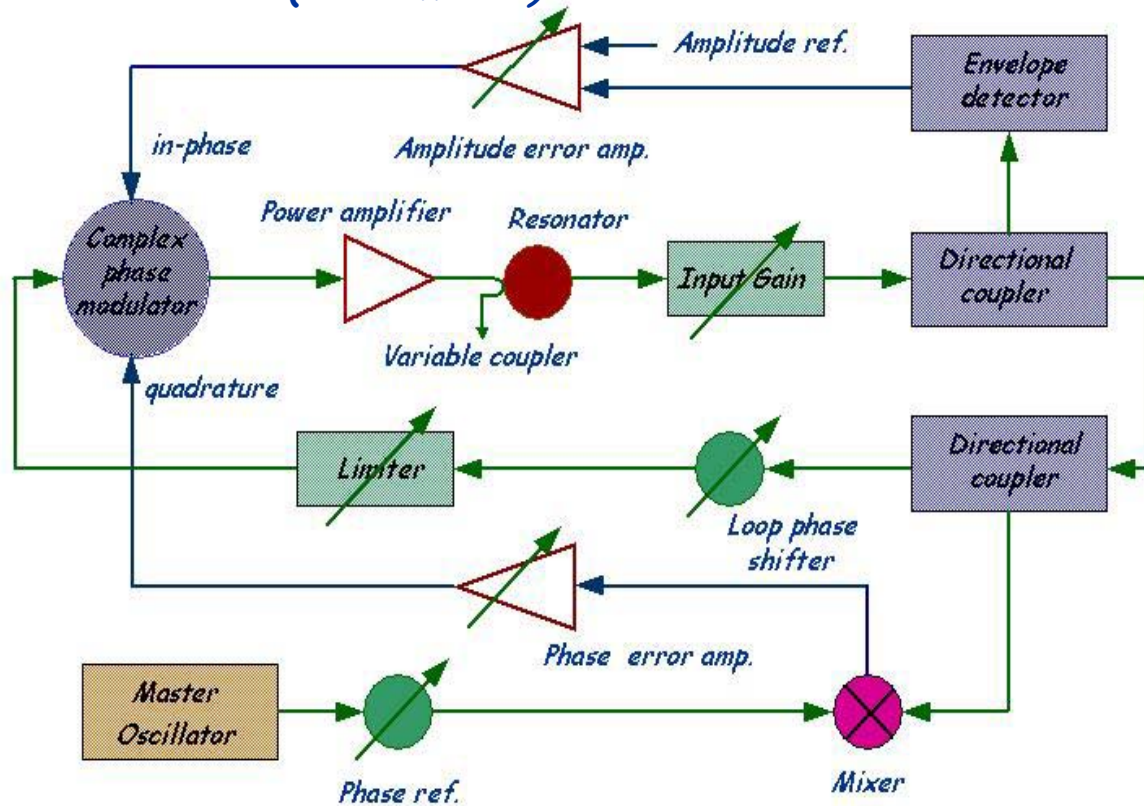 Amplitude ref.
Envelope
detector
in-phase
Amplitude error amp.
Power amplifier
Resonator
Complex
phase
modulator
Input Gain
Directional
coupler
Variable coupler
quadrature
Limiter
Directional
coupler
Loop phase
shifter
Phase error amp.
Master
Oscillator
Phase ref.
Mixer